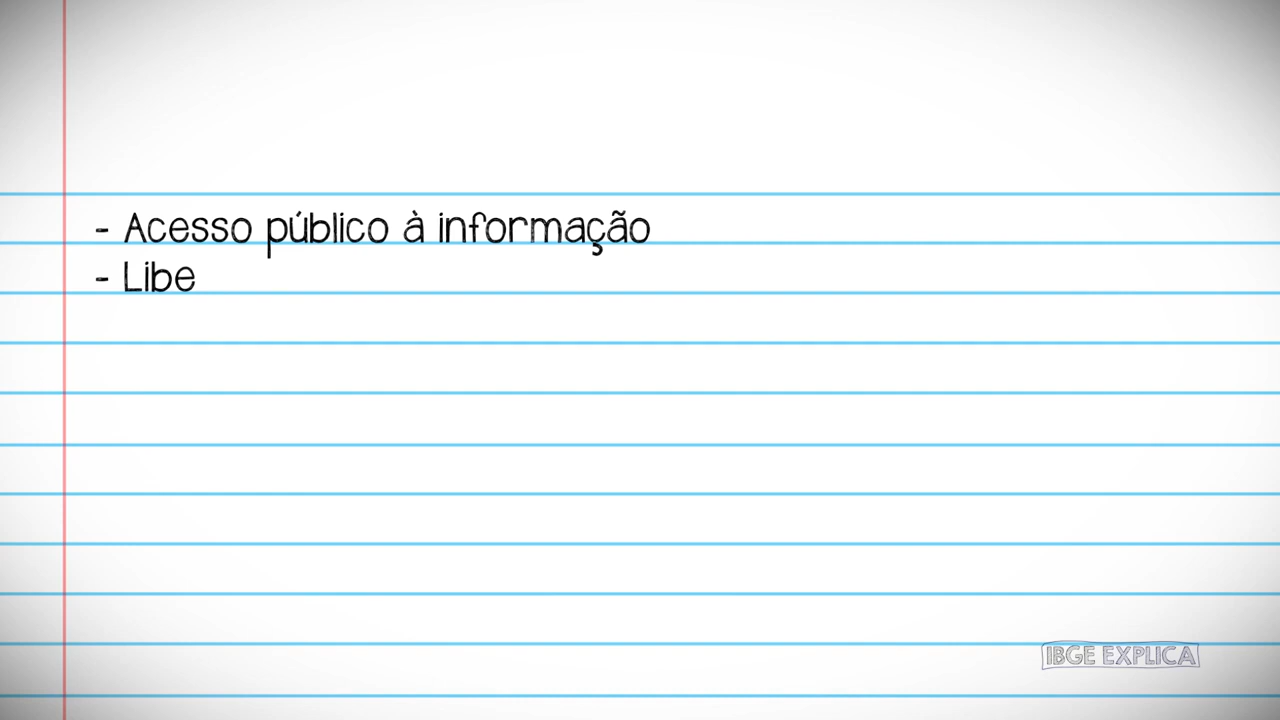 - Acesso público à informação
- Libe
IBGE EXPLICA